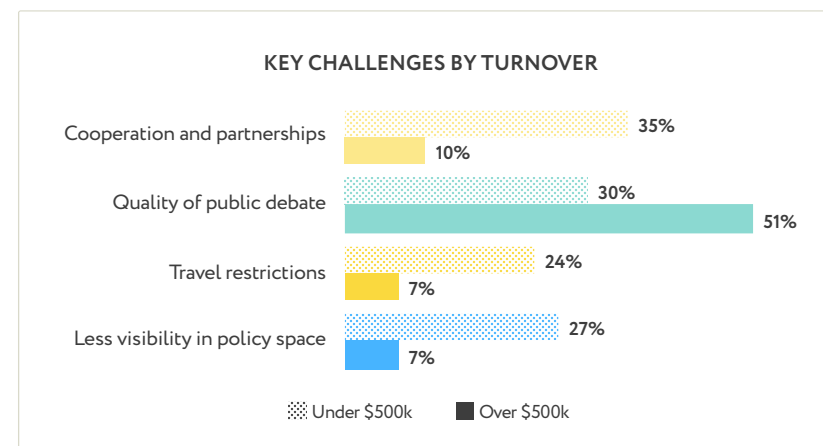 KEY CHALLENGES BY TURNOVER
Cooperation and partnerships
35%
10%
Quality of public debate
30%
51%
Travel restrictions
24%
7%
Less visibility in policy space
27%
7%
Under $500k Over $500k